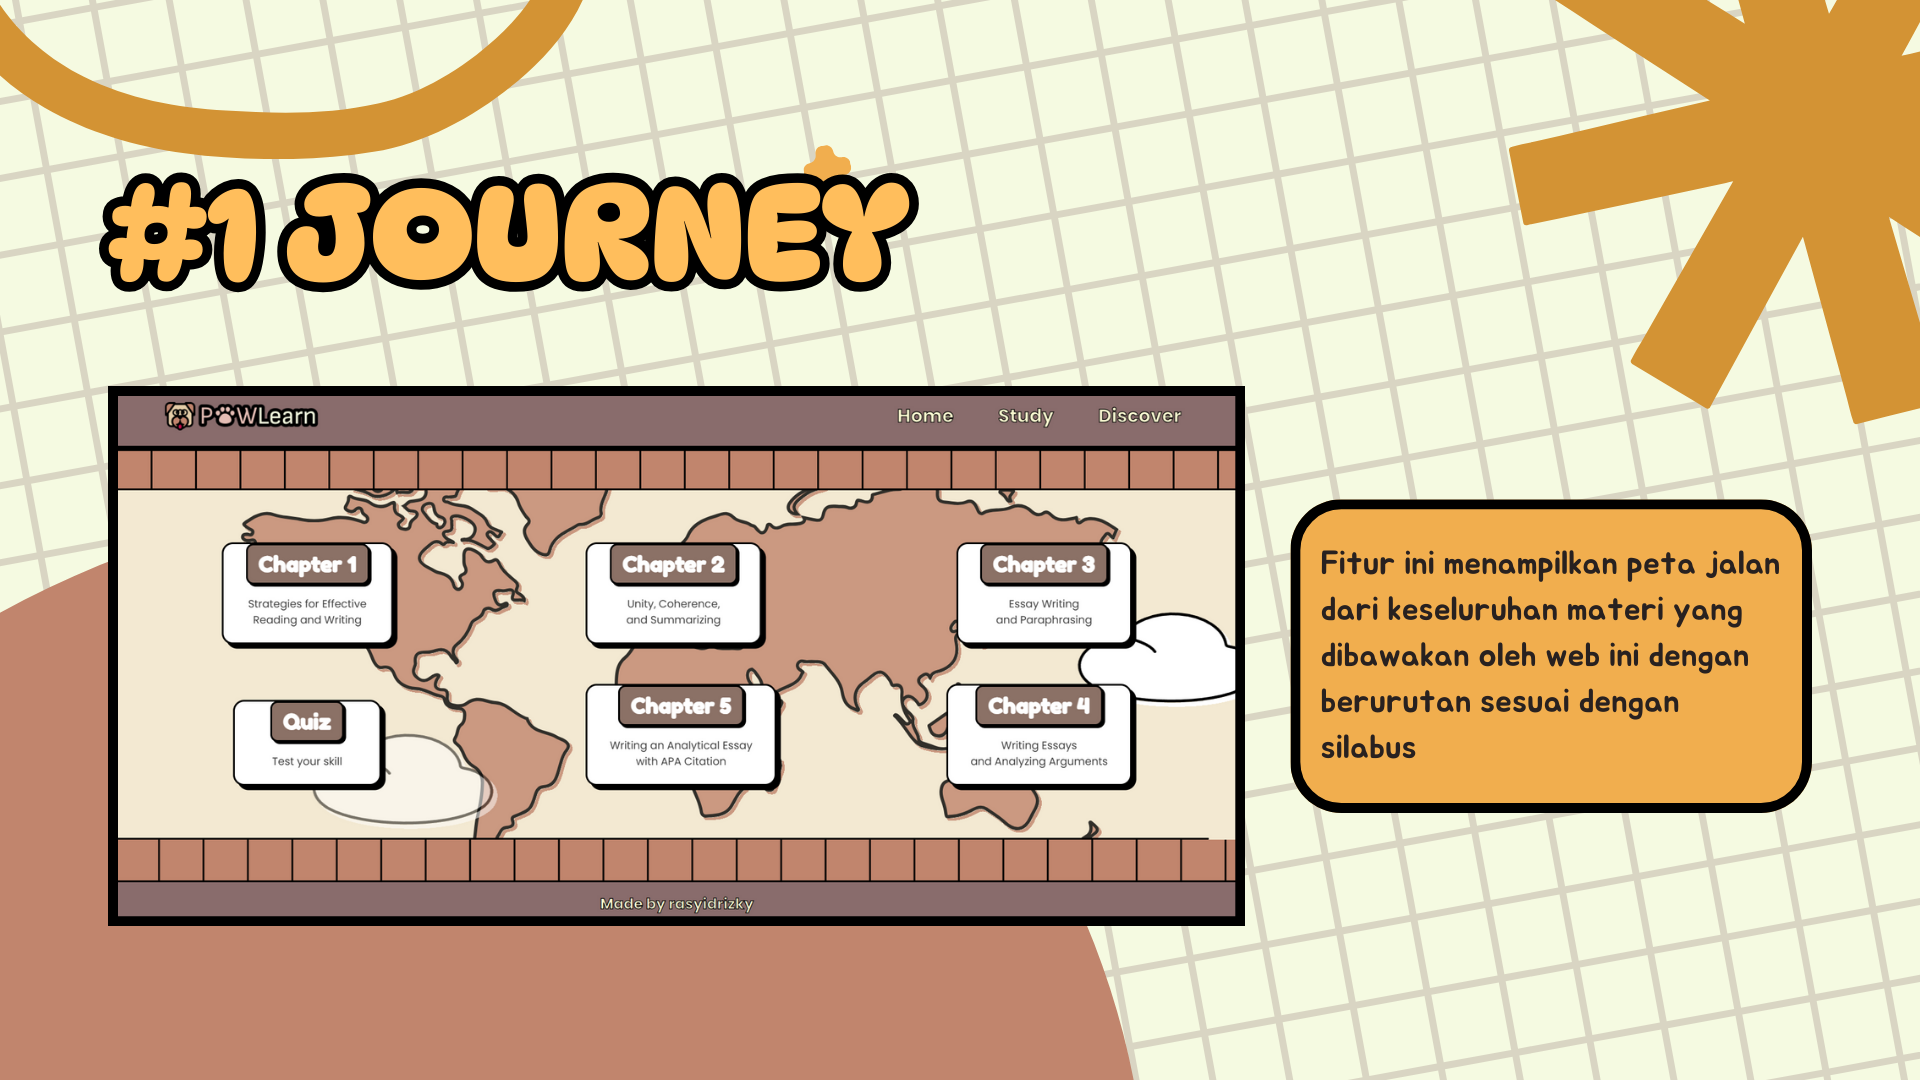 #1 JOURNEY
PAWLearn
Home Study Discover
Chapter 1
Strategies for Effective
Reading and Writing
Chapter 2
Unity, Coherence,
and Summarizing
Chapter 3
Essay Writing
and Paraphrasing
Quiz
Test your skill
Chapter 5
Writing an Analytical Essay
with APA Citation
Chapter 4
Writing Essays
and Analyzing Arguments
Made by rasyidrizky
Fitur ini menampilkan peta jalan
dari keseluruhan materi yang
dibawakan oleh web ini dengan
berurutan sesuai dengan
silabus